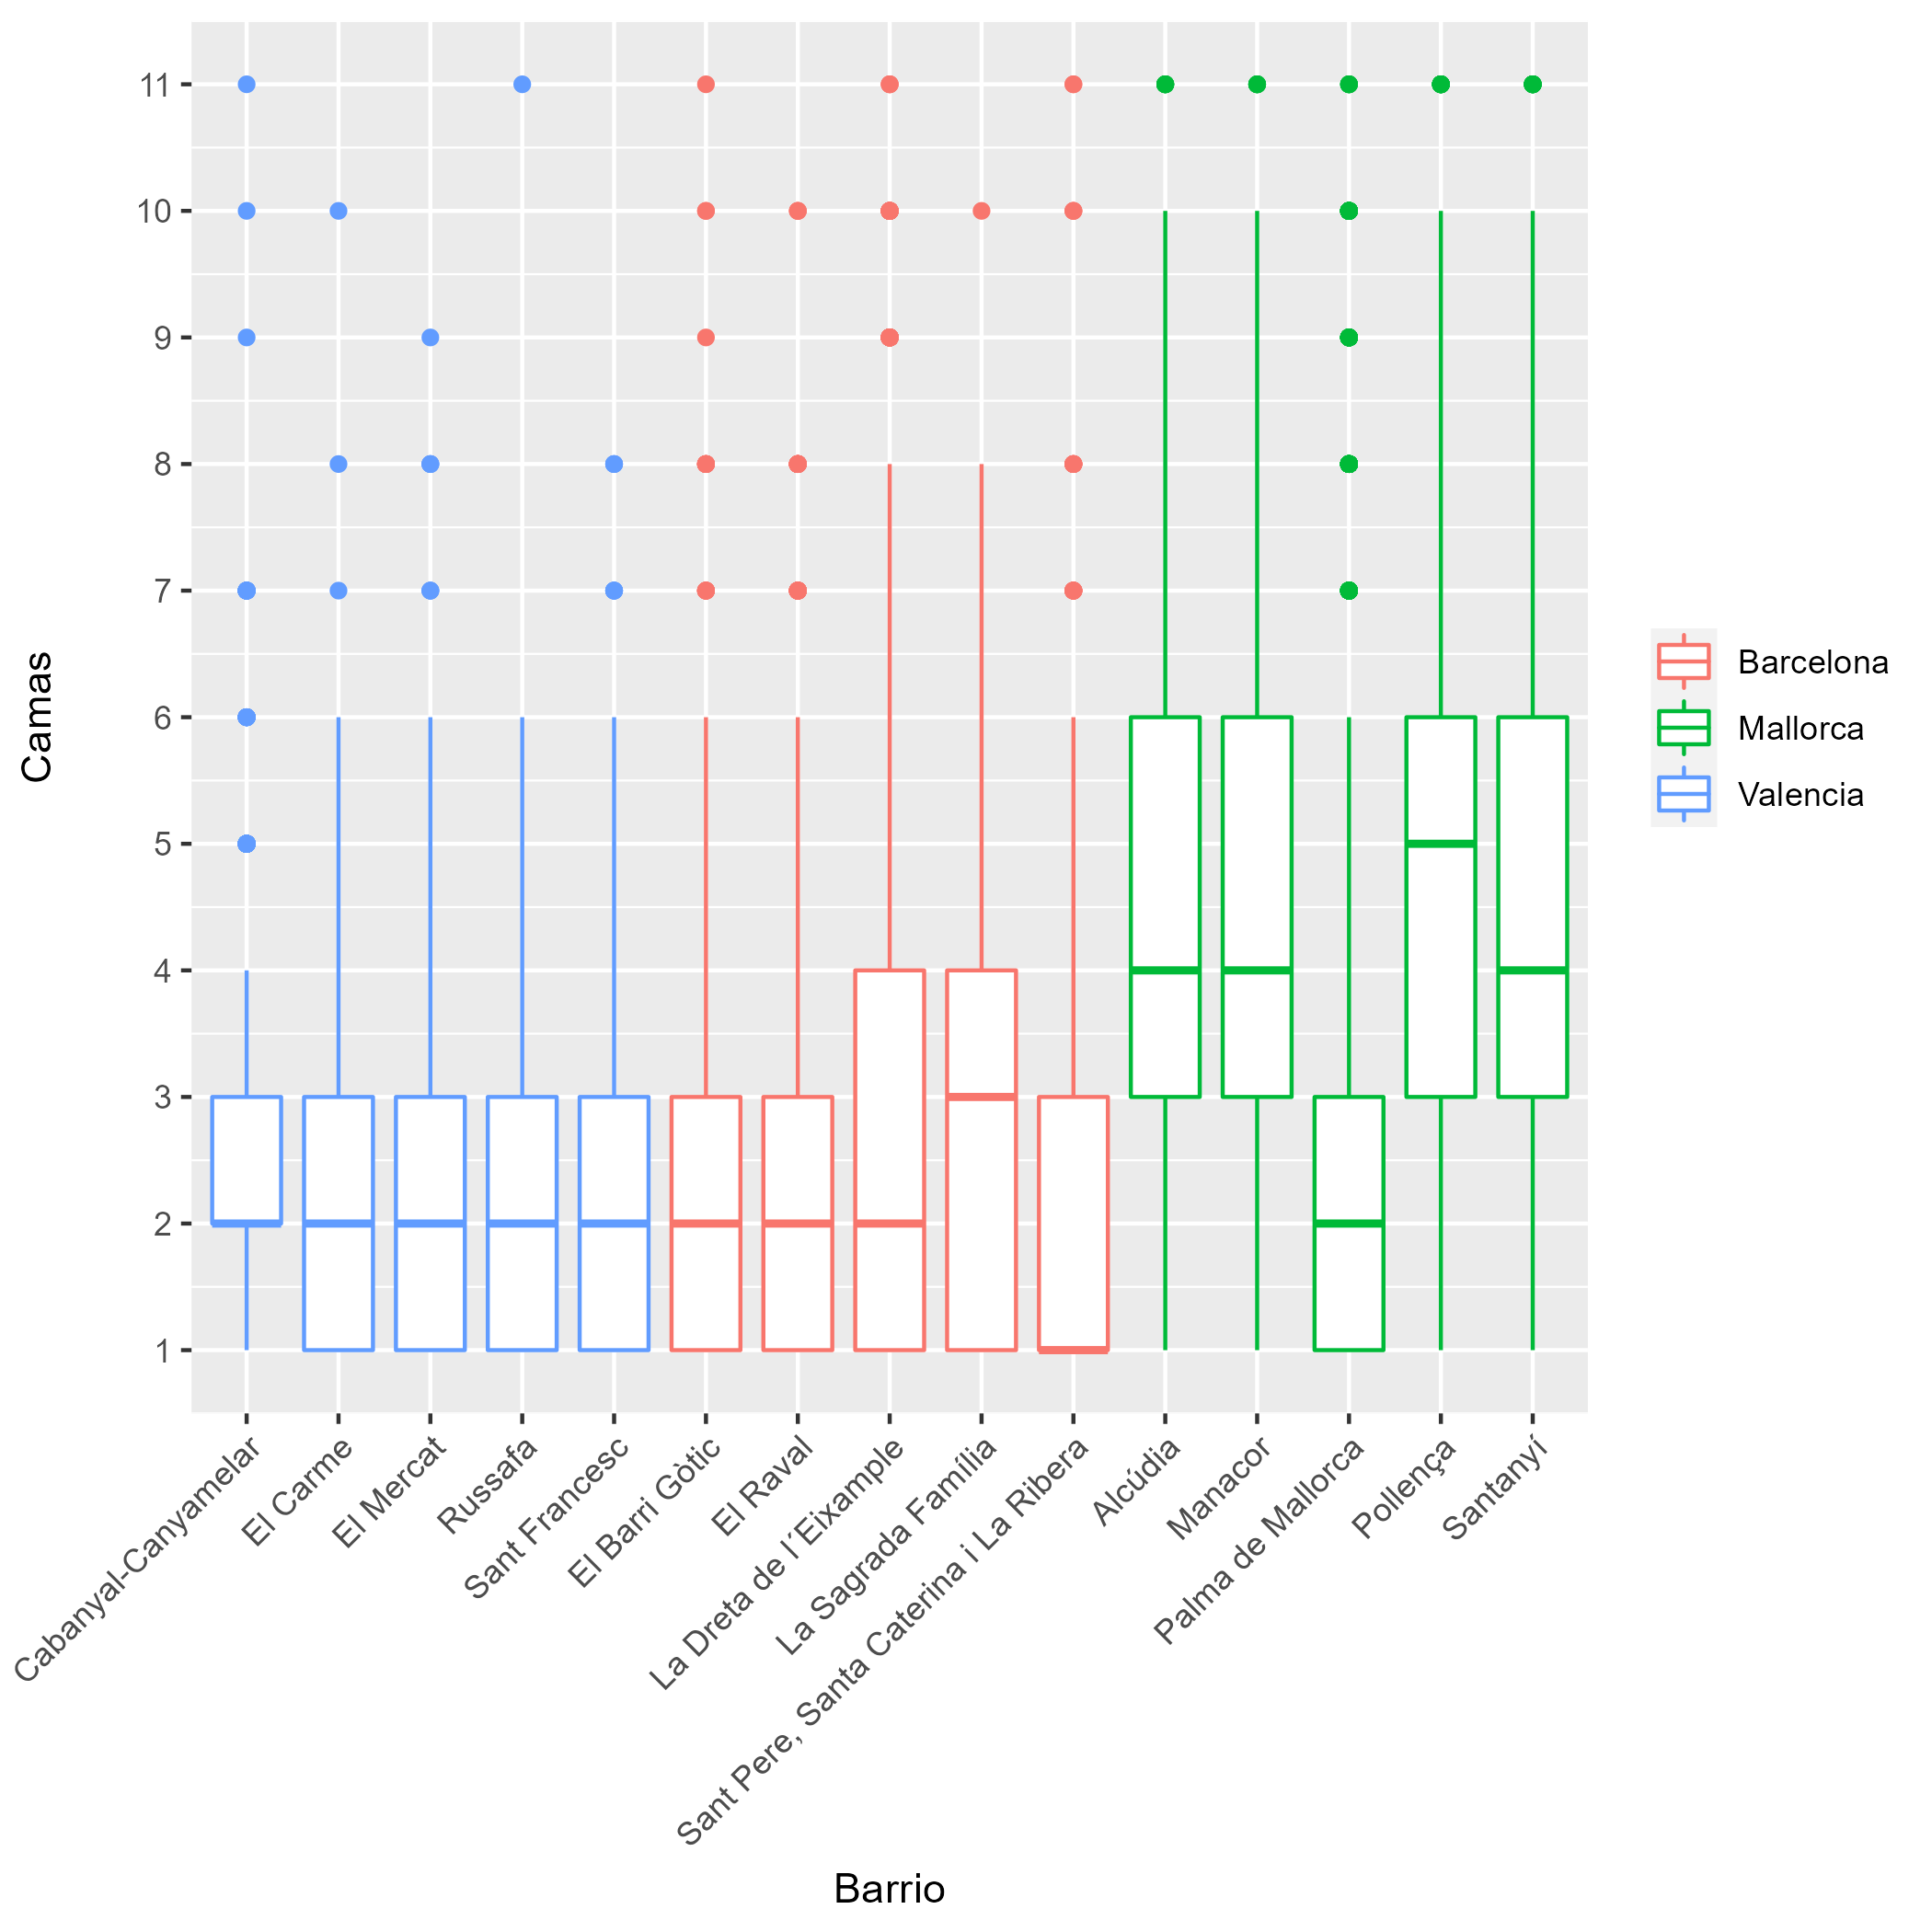 Camas
11
10
9
8
7
6
5
4
3
2
1
Cabanyal-Canyamelar
El Carme
El Mercat
Russafa
Sant Francesc
El Barri Gòtic
El Raval
La Dreta de l´Eixample
La Sagrada Família
Sant Pere, Santa Caterina i La Ribera
Alcúdia
Manacor
Palma de Mallorca
Pollença
Santanyí
Barrio
Barcelona
Mallorca
Valencia